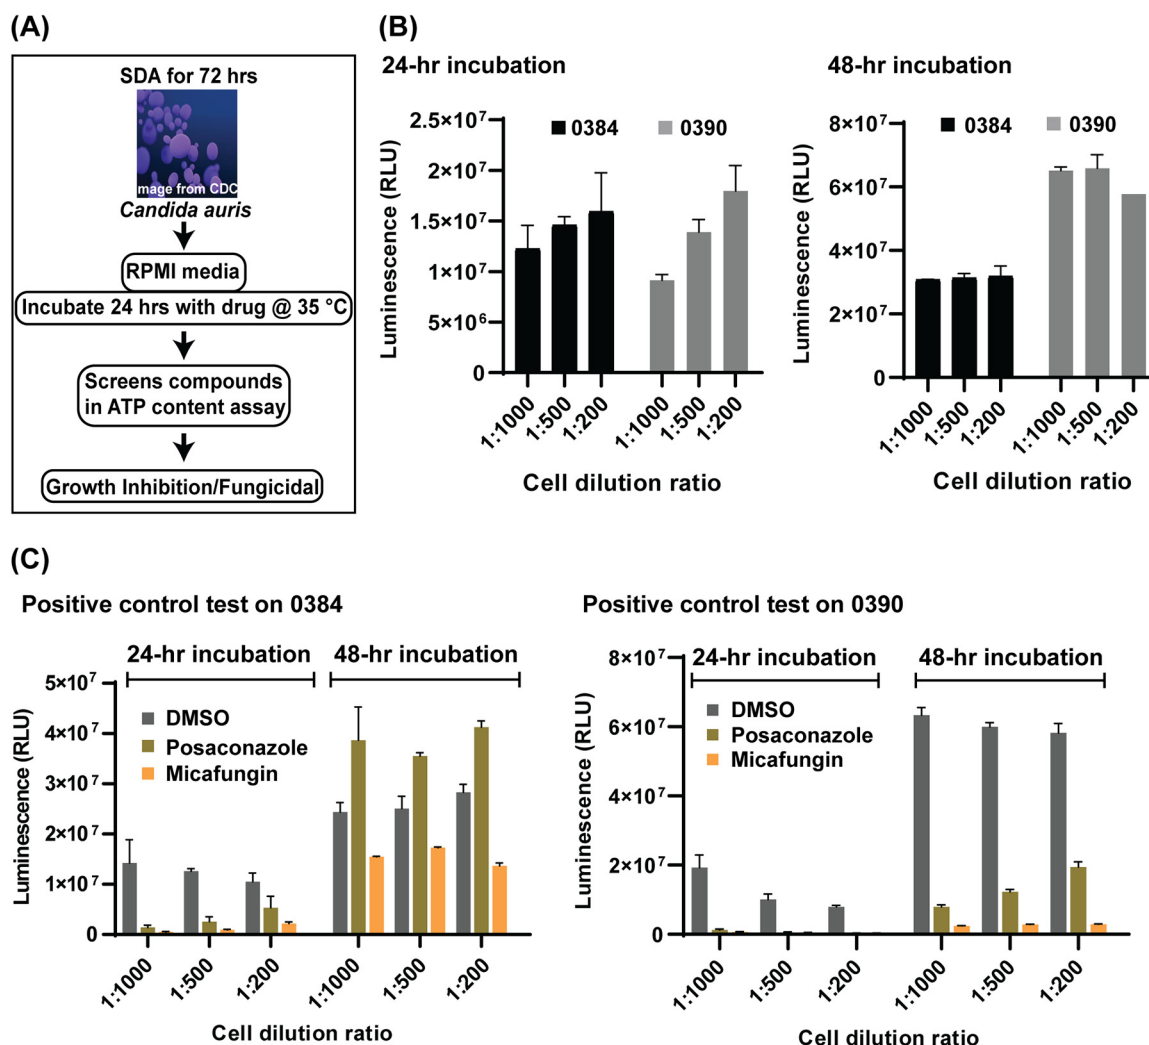 (A)
SDA for 72 hrs
mage from CDC
Candida auris
RPMI media
Incubate 24 hrs with drug @ 35 °C
Screens compounds
in ATP content assay
Growth Inhibition/Fungicidal
(B)
24-hr incubation
Luminescence (RLU)
2.5×10⁷
2×10⁷
1.5×10⁷
1×10⁷
5×10⁶
0
0384 0390
1:1000 1:500 1:200 1:1000 1:500 1:200
Cell dilution ratio
48-hr incubation
Luminescence (RLU)
8×10⁷
6×10⁷
4×10⁷
2×10⁷
0
0384 0390
1:1000 1:500 1:200 1:1000 1:500 1:200
Cell dilution ratio
(C)
Positive control test on 0384
24-hr incubation 48-hr incubation
Luminescence (RLU)
5×10⁷
4×10⁷
3×10⁷
2×10⁷
1×10⁷
0
DMSO
Posaconazole
Micafungin
1:1000 1:500 1:200 1:1000 1:500 1:200
Cell dilution ratio
Positive control test on 0390
24-hr incubation 48-hr incubation
Luminescence (RLU)
8×10⁷
6×10⁷
4×10⁷
2×10⁷
0
DMSO
Posaconazole
Micafungin
1:1000 1:500 1:200 1:1000 1:500 1:200
Cell dilution ratio